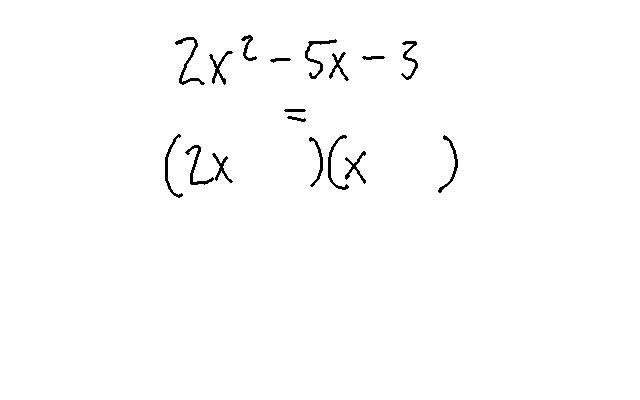 2x² - 5x - 3
=
(2x )(x )